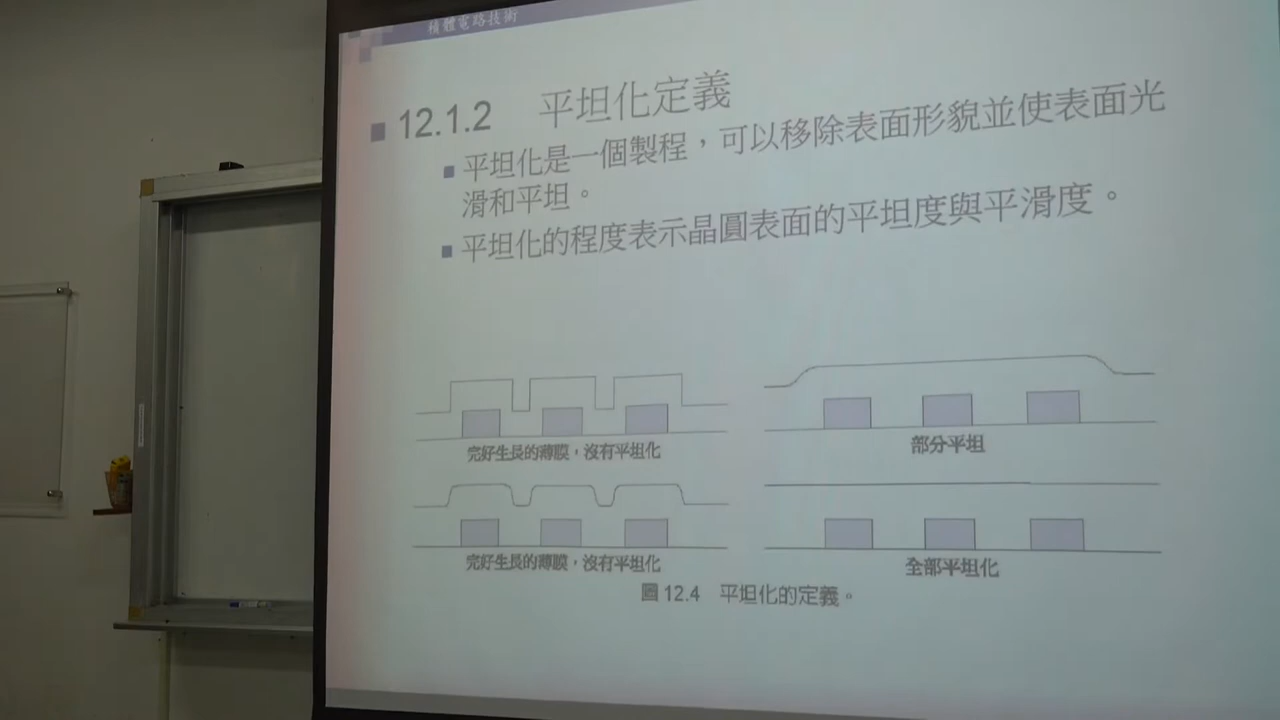 積體電路技術
12.1.2 平坦化定義
平坦化是一個製程，可以移除表面形貌並使表面光
滑和平坦。
平坦化的程度表示晶圓表面的平坦度與平滑度。
完好生長的薄膜，沒有平坦化
部分平坦
完好生長的薄膜，沒有平坦化
全部平坦化
圖 12.4 平坦化的定義。